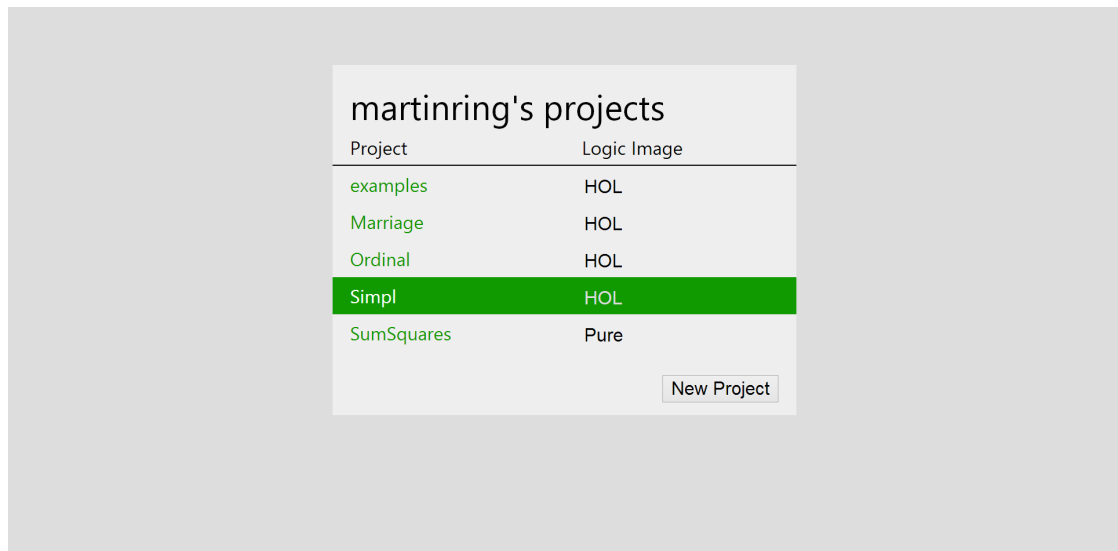 martinring's projects
Project Logic Image
examples HOL
Marriage HOL
Ordinal HOL
Simpl HOL
SumSquares Pure
New Project